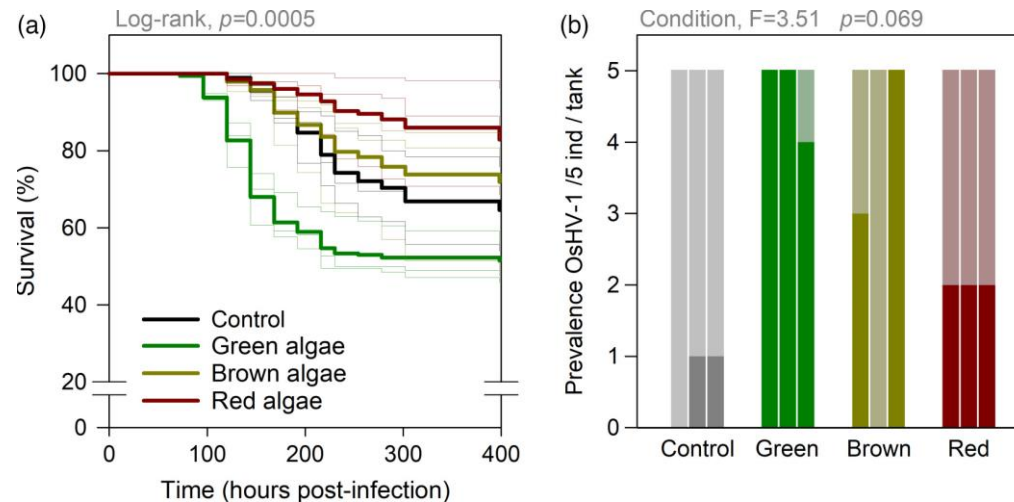 (a)
Log-rank, p=0.0005
100
80
60
40
20
0
Survival (%)
Control
Green algae
Brown algae
Red algae
0 100 200 300 400
Time (hours post-infection)
(b)
Condition, F=3.51 p=0.069
5
4
3
2
1
0
Prevalence OsHV-1 /5 ind / tank
Control Green Brown Red